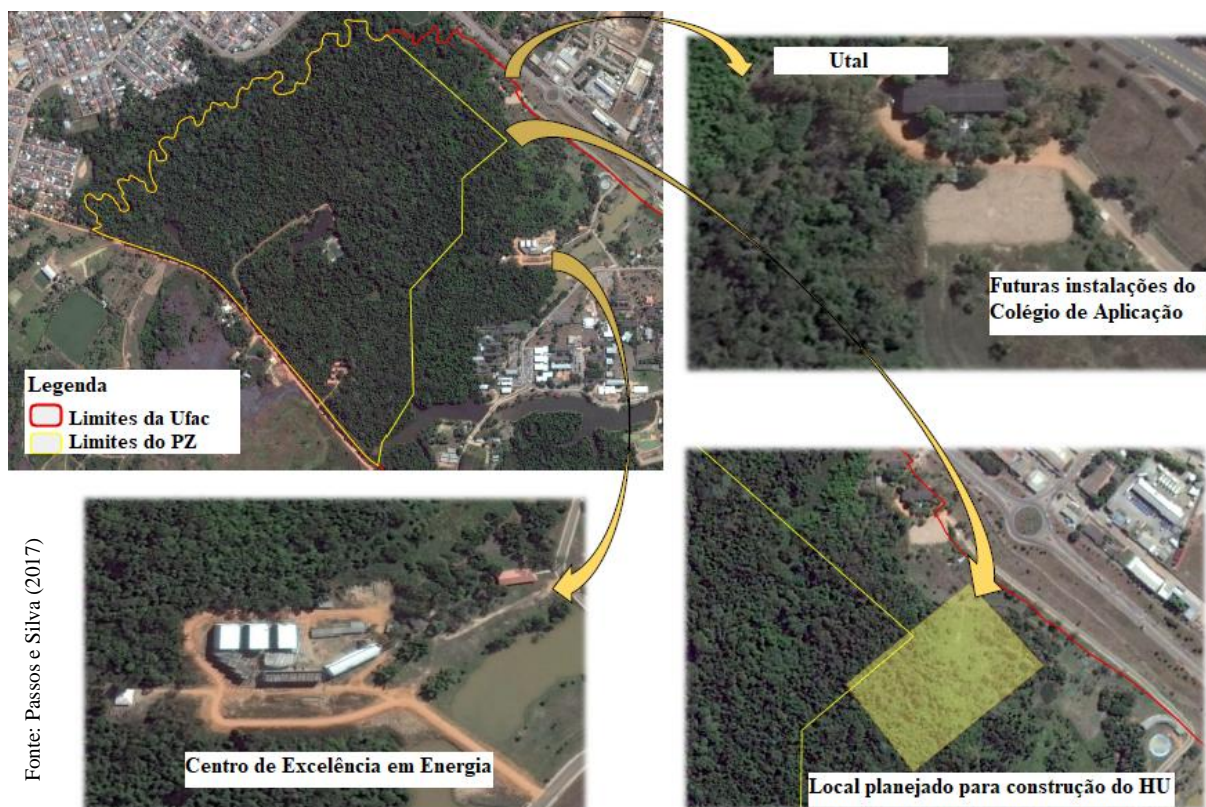 Utal
Futuras instalações do
Colégio de Aplicação
Legenda
Limites da Ufac
Limites do PZ
Fonte: Passos e Silva (2017)
Centro de Excelência em Energia
Local planejado para construção do HU